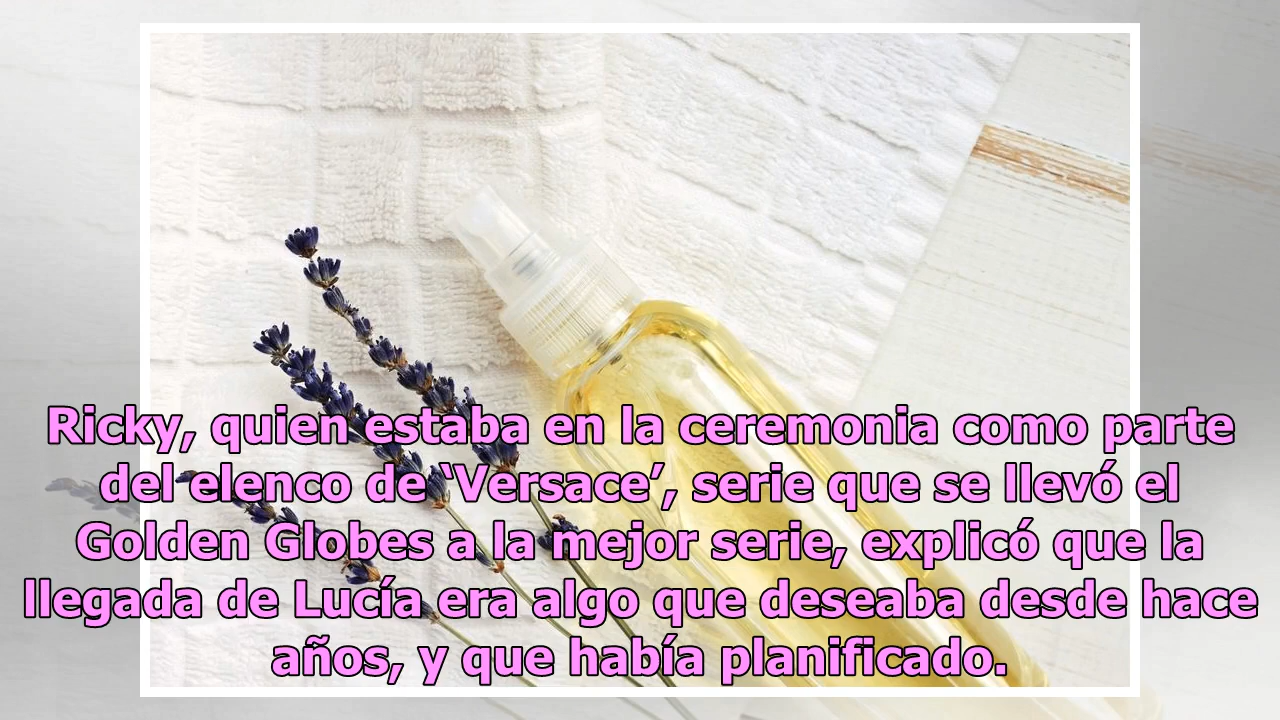 Ricky, quien estaba en la ceremonia como parte
del elenco de ‘Versace’, serie que se llevó el
Golden Globes a la mejor serie, explicó que la
llegada de Lucía era algo que deseaba desde hace
años, y que había planificado.